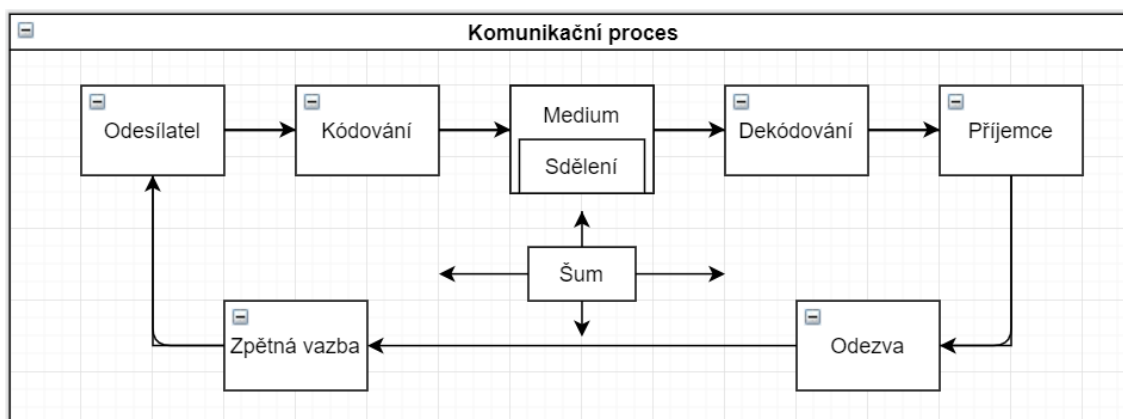 Komunikační proces
Odesílatel
Kódování
Medium
Sdělení
Dekódování
Příjemce
Šum
Zpětná vazba
Odezva